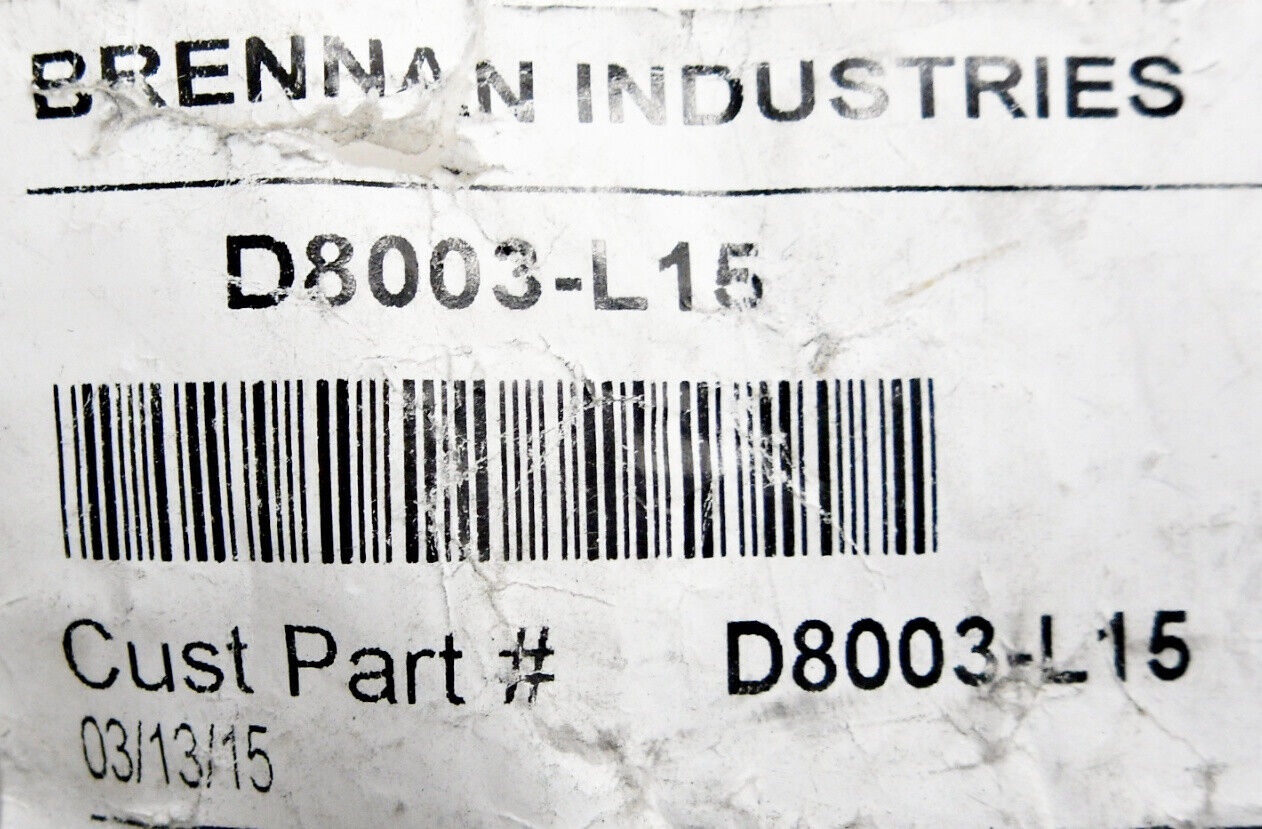 BRENNAN INDUSTRIES
D8003-L15
Cust Part # D8003-L15
03/13/15